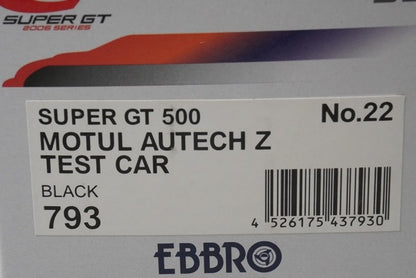 SUPER GT
2006 SERIES
SUPER GT 500 No.22
MOTUL AUTECH Z
TEST CAR
BLACK
793
4 526175 437930
EBBRO